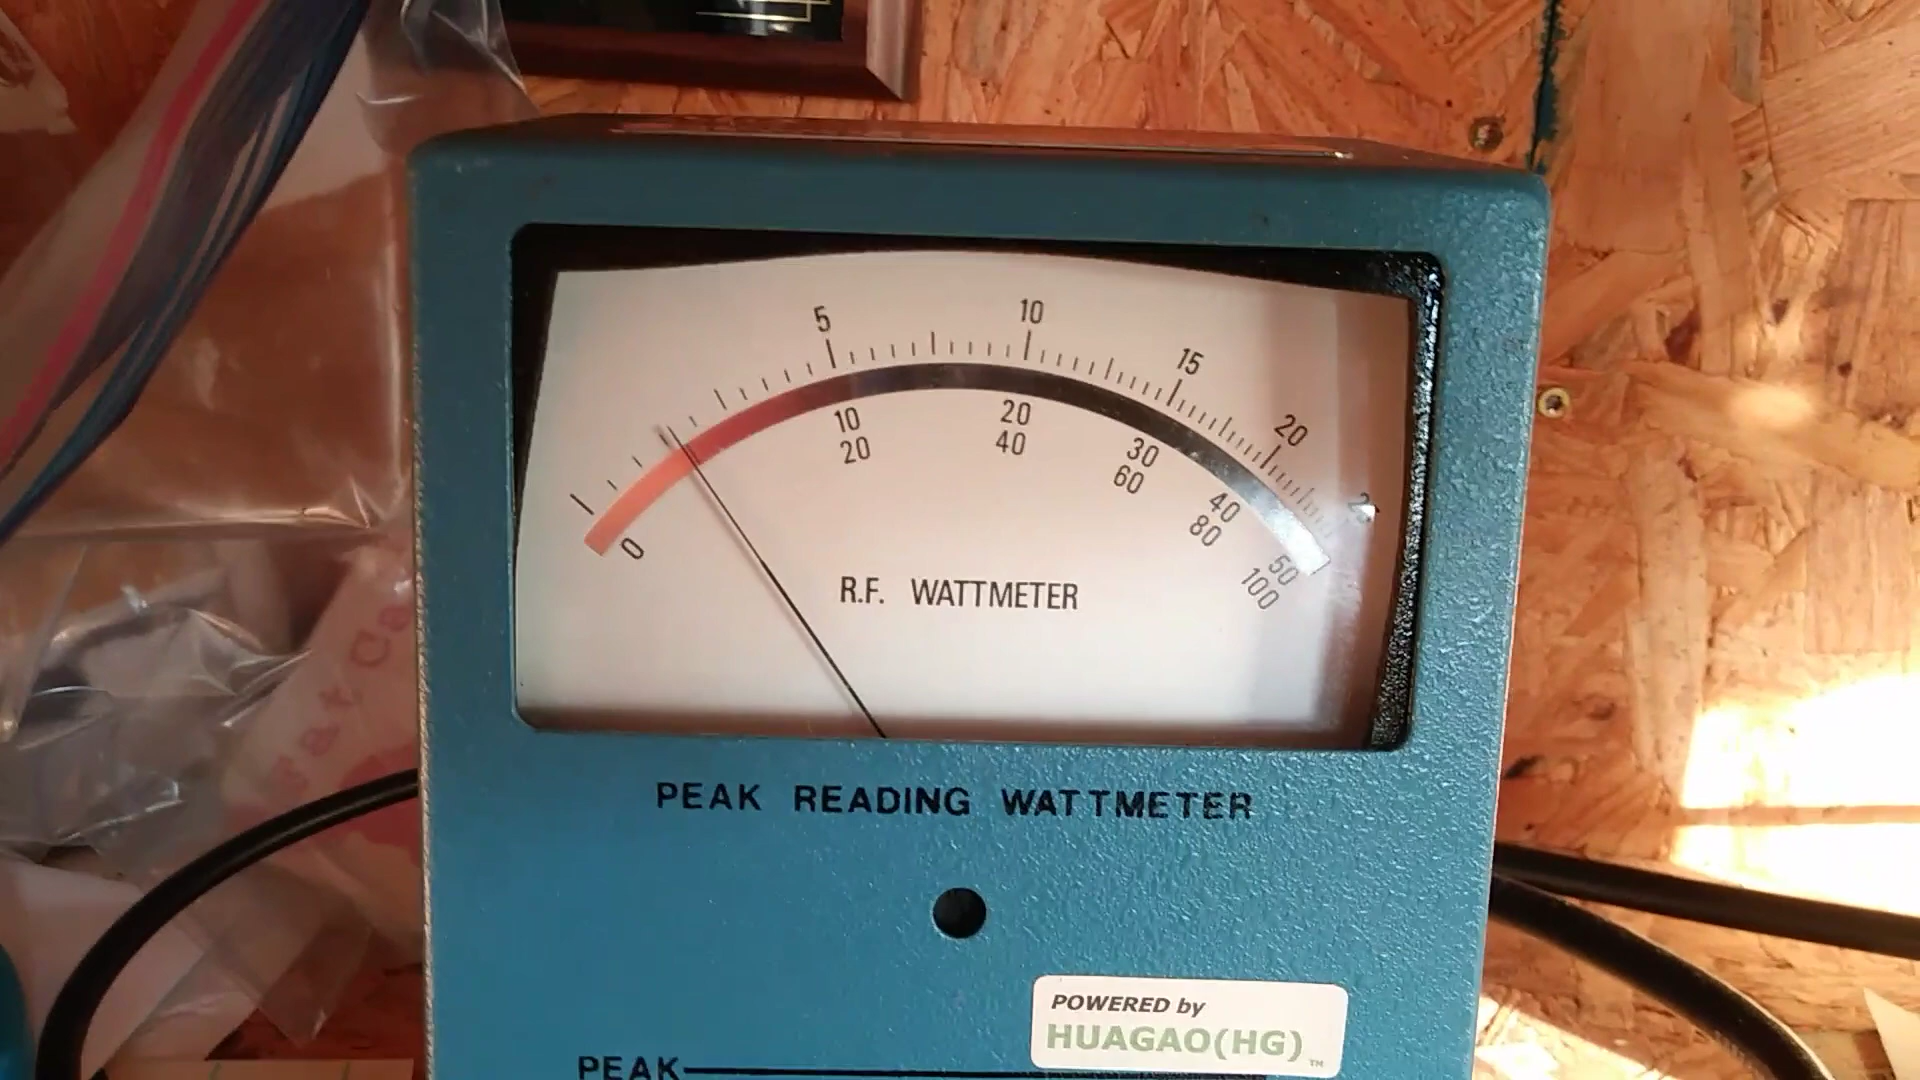 5 10 15 20
10 20 30 40 50
0 20 40 60 80 100
R.F. WATTMETER
PEAK READING WATTMETER
POWERED by
HUAGAO(HG)™
PEAK